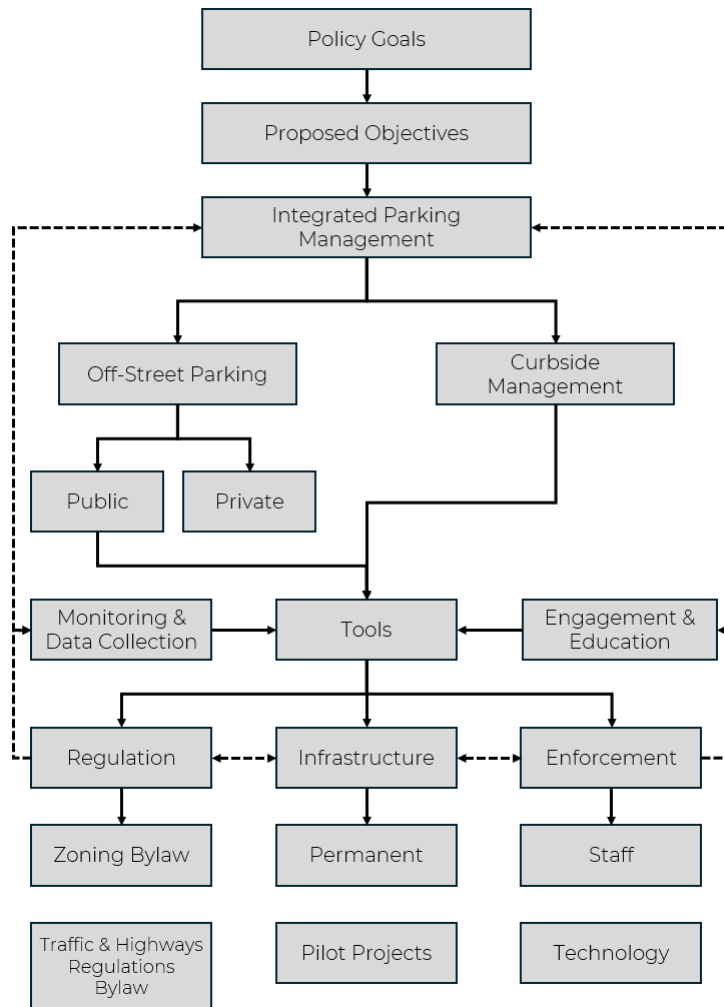 Policy Goals
Proposed Objectives
Integrated Parking
Management
Off-Street Parking
Curbside
Management
Public
Private
Monitoring &
Data Collection
Tools
Engagement &
Education
Regulation
Infrastructure
Enforcement
Zoning Bylaw
Permanent
Staff
Traffic & Highways
Regulations
Bylaw
Pilot Projects
Technology